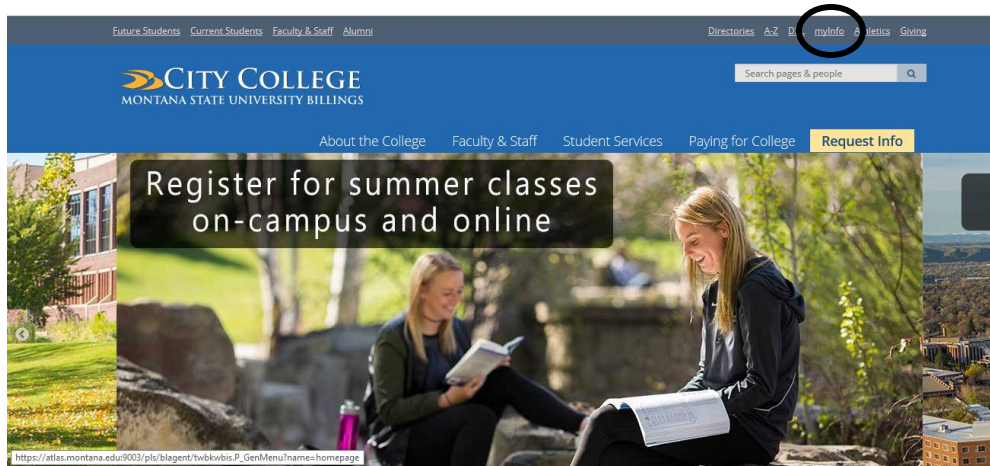 Future Students Current Students Faculty & Staff Alumni
Directories A-Z myInfo Athletics Giving
CITY COLLEGE
MONTANA STATE UNIVERSITY BILLINGS
Search pages & people
About the College Faculty & Staff Student Services Paying for College Request Info
Register for summer classes
on-campus and online
https://atlas.montana.edu:9003/pls/blagent/twbkwbis.P_GenMenu?name=homepage